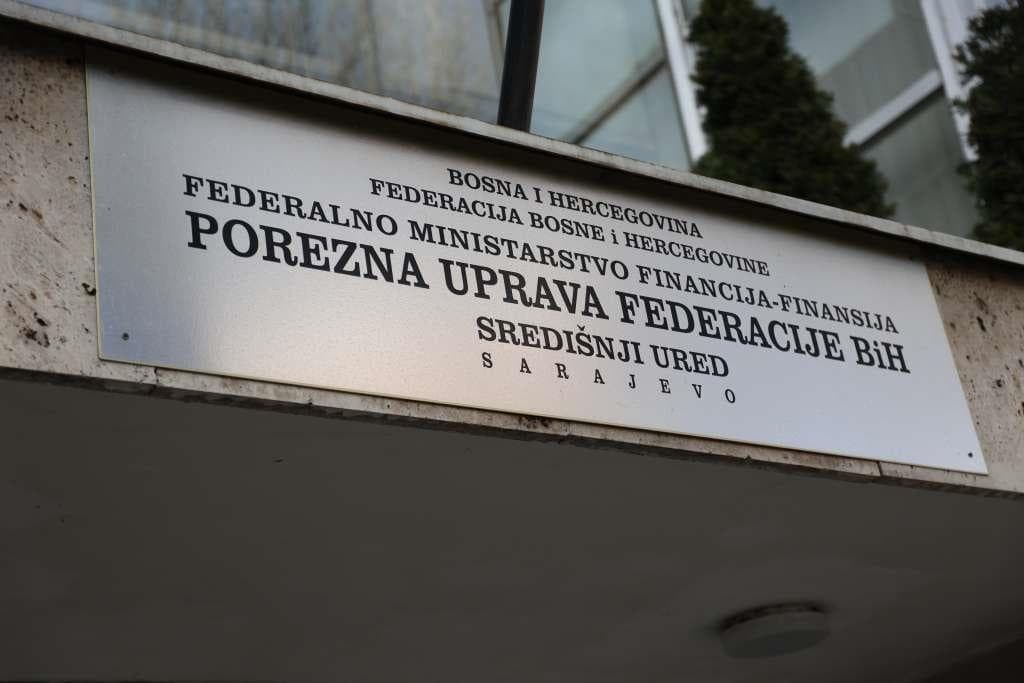 BOSNA I HERCEGOVINA
FEDERACIJA BOSNE i HERCEGOVINE
FEDERALNO MINISTARSTVO FINANCIJA-FINANSIJA
POREZNA UPRAVA FEDERACIJE BiH
SREDIŠNJI URED
SARAJEVO